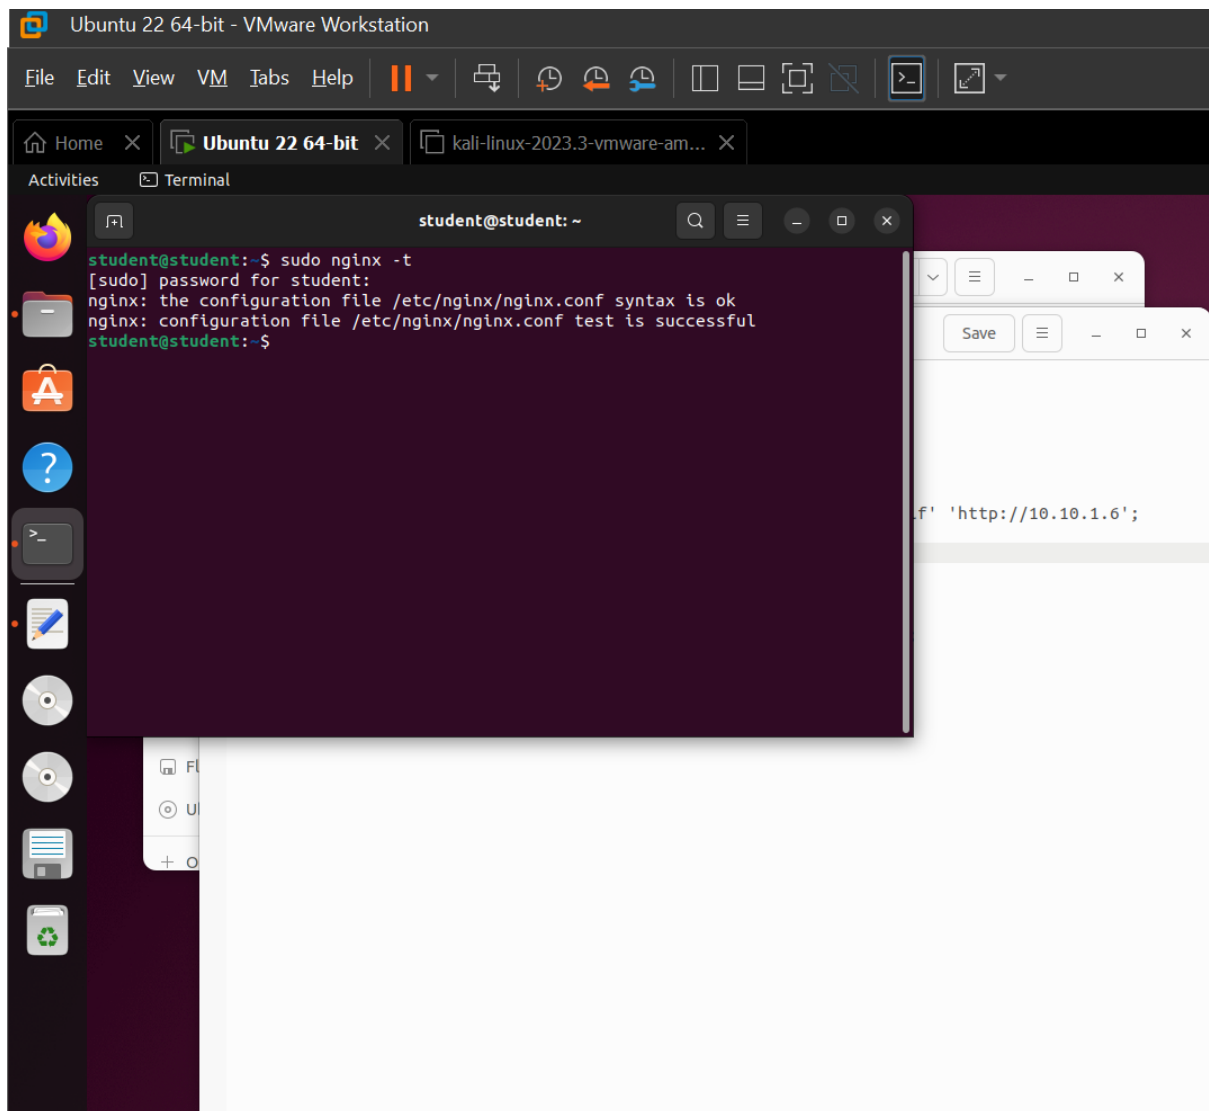 Ubuntu 22 64-bit - VMware Workstation
File Edit View VM Tabs Help
Home Ubuntu 22 64-bit kali-linux-2023.3-vmware-am...
Activities Terminal
student@student: ~
student@student:~$ sudo nginx -t
[sudo] password for student:
nginx: the configuration file /etc/nginx/nginx.conf syntax is ok
nginx: configuration file /etc/nginx/nginx.conf test is successful
student@student:~$
Save
f' 'http://10.10.1.6';